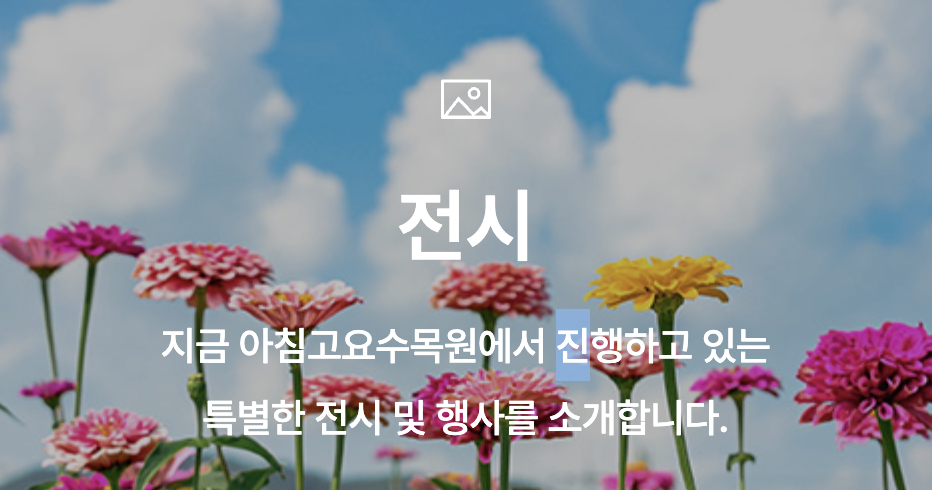 전시
지금 아침고요수목원에서 진행하고 있는
특별한 전시 및 행사를 소개합니다.